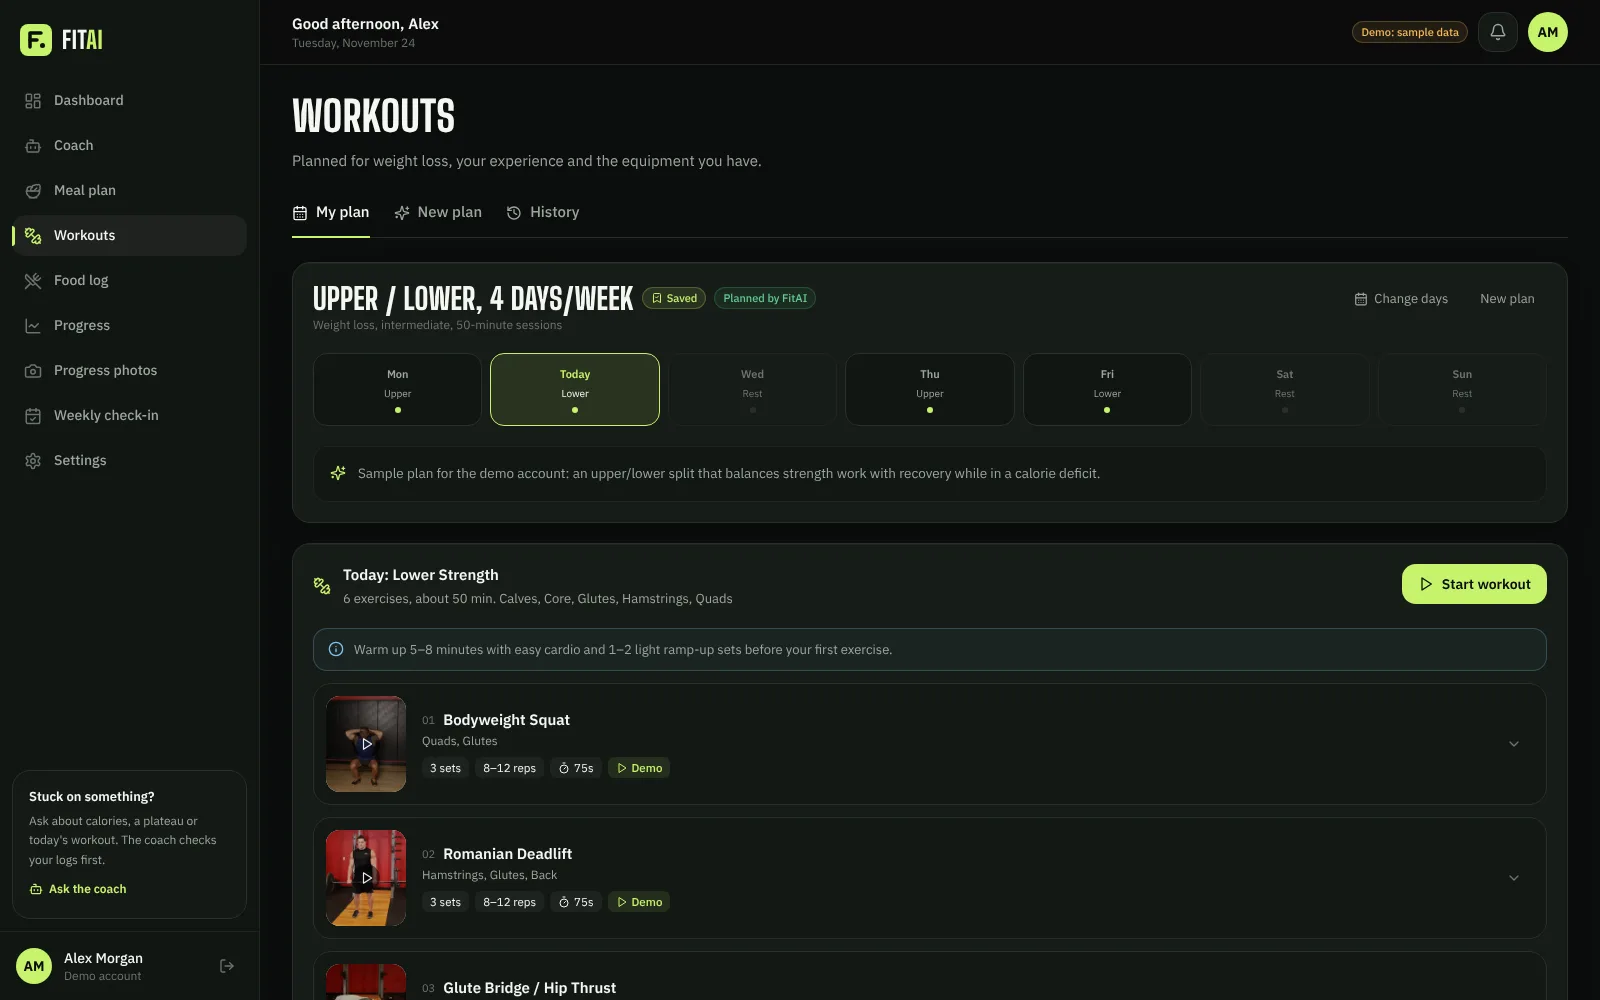 FITAI
Dashboard
Coach
Meal plan
Workouts
Food log
Progress
Progress photos
Weekly check-in
Settings
Stuck on something?
Ask about calories, a plateau or
today's workout. The coach checks
your logs first.
Ask the coach
AM
Alex Morgan
Demo account
Good afternoon, Alex
Tuesday, November 24
Demo: sample data
AM
WORKOUTS
Planned for weight loss, your experience and the equipment you have.
My plan
New plan
History
UPPER / LOWER, 4 DAYS/WEEK
Saved
Planned by FitAI
Change days
New plan
Weight loss, intermediate, 50-minute sessions
Mon
Upper
Today
Lower
Wed
Rest
Thu
Upper
Fri
Lower
Sat
Rest
Sun
Rest
Sample plan for the demo account: an upper/lower split that balances strength work with recovery while in a calorie deficit.
Today: Lower Strength
6 exercises, about 50 min. Calves, Core, Glutes, Hamstrings, Quads
Start workout
Warm up 5–8 minutes with easy cardio and 1–2 light ramp-up sets before your first exercise.
01 Bodyweight Squat
Quads, Glutes
3 sets 8–12 reps 75s Demo
02 Romanian Deadlift
Hamstrings, Glutes, Back
3 sets 8–12 reps 75s Demo
03 Glute Bridge / Hip Thrust